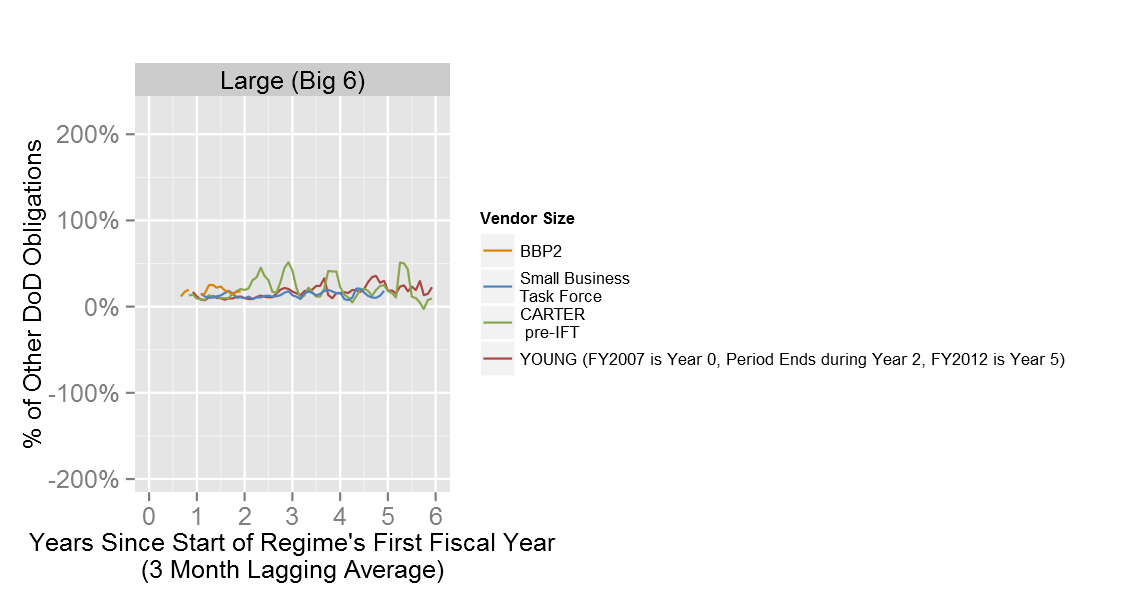 Large (Big 6)
% of Other DoD Obligations
200%
100%
0%
-100%
-200%
0 1 2 3 4 5 6
Years Since Start of Regime's First Fiscal Year
(3 Month Lagging Average)
Vendor Size
BBP2
Small Business
Task Force
CARTER
pre-IFT
YOUNG (FY2007 is Year 0, Period Ends during Year 2, FY2012 is Year 5)